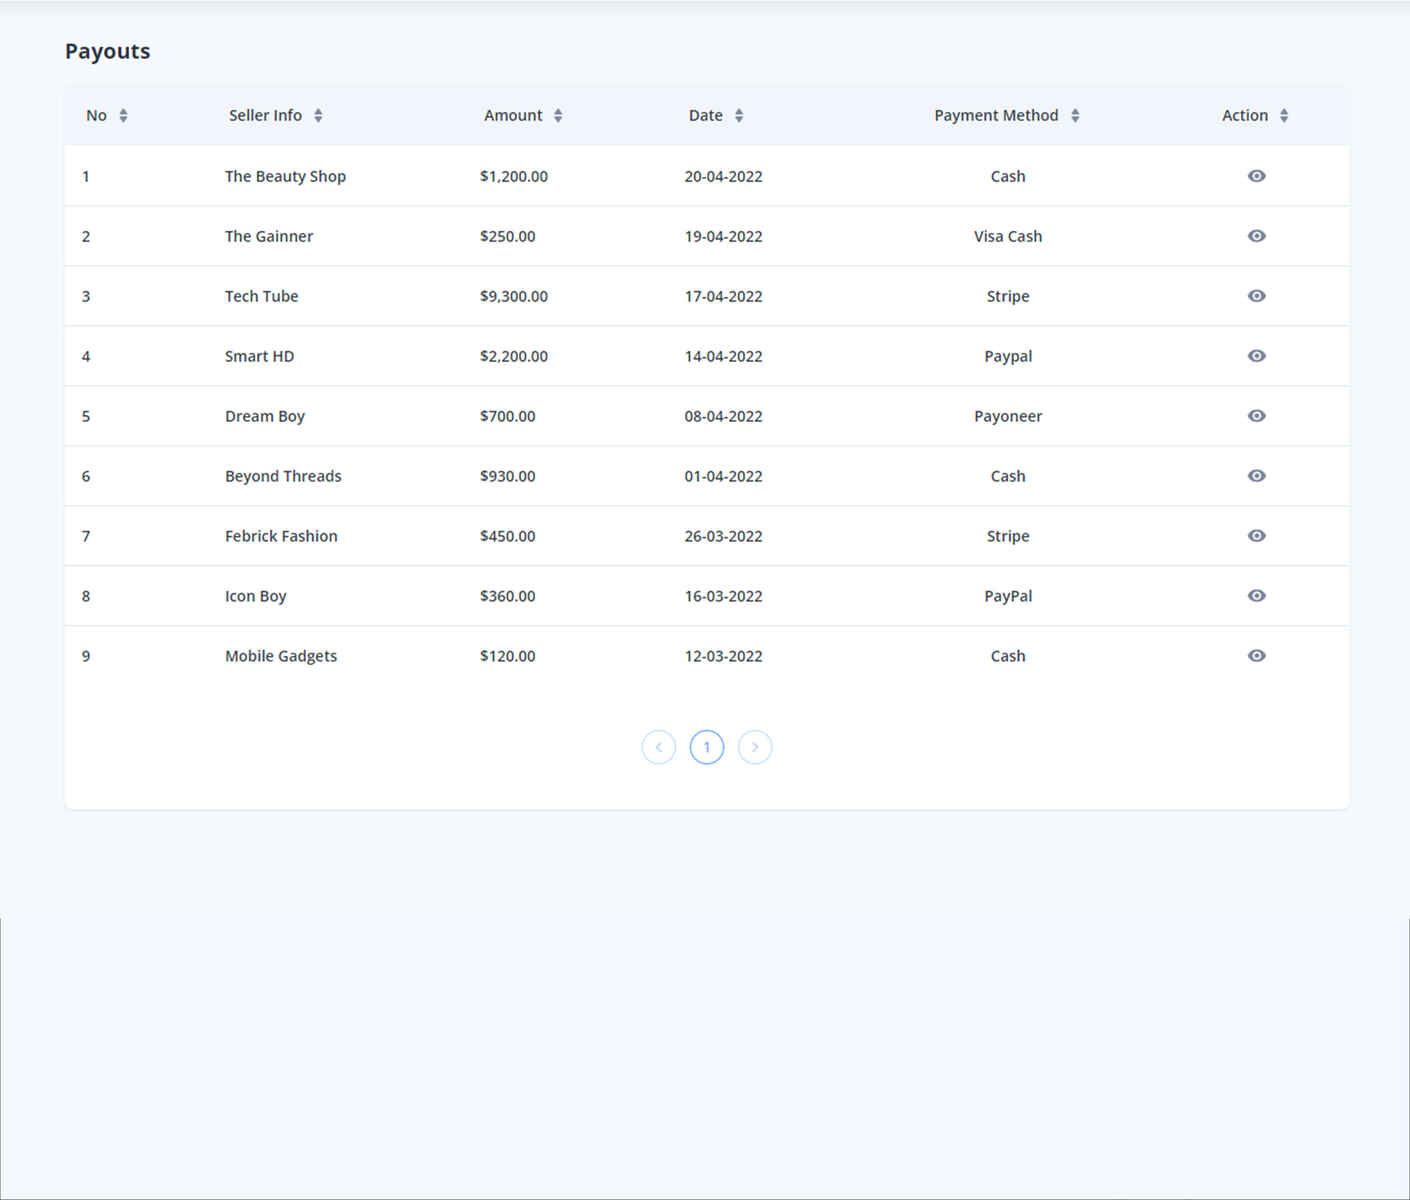 Payouts
No Seller Info Amount Date Payment Method Action
1 The Beauty Shop $1,200.00 20-04-2022 Cash
2 The Gainner $250.00 19-04-2022 Visa Cash
3 Tech Tube $9,300.00 17-04-2022 Stripe
4 Smart HD $2,200.00 14-04-2022 Paypal
5 Dream Boy $700.00 08-04-2022 Payoneer
6 Beyond Threads $930.00 01-04-2022 Cash
7 Febrick Fashion $450.00 26-03-2022 Stripe
8 Icon Boy $360.00 16-03-2022 PayPal
9 Mobile Gadgets $120.00 12-03-2022 Cash
1